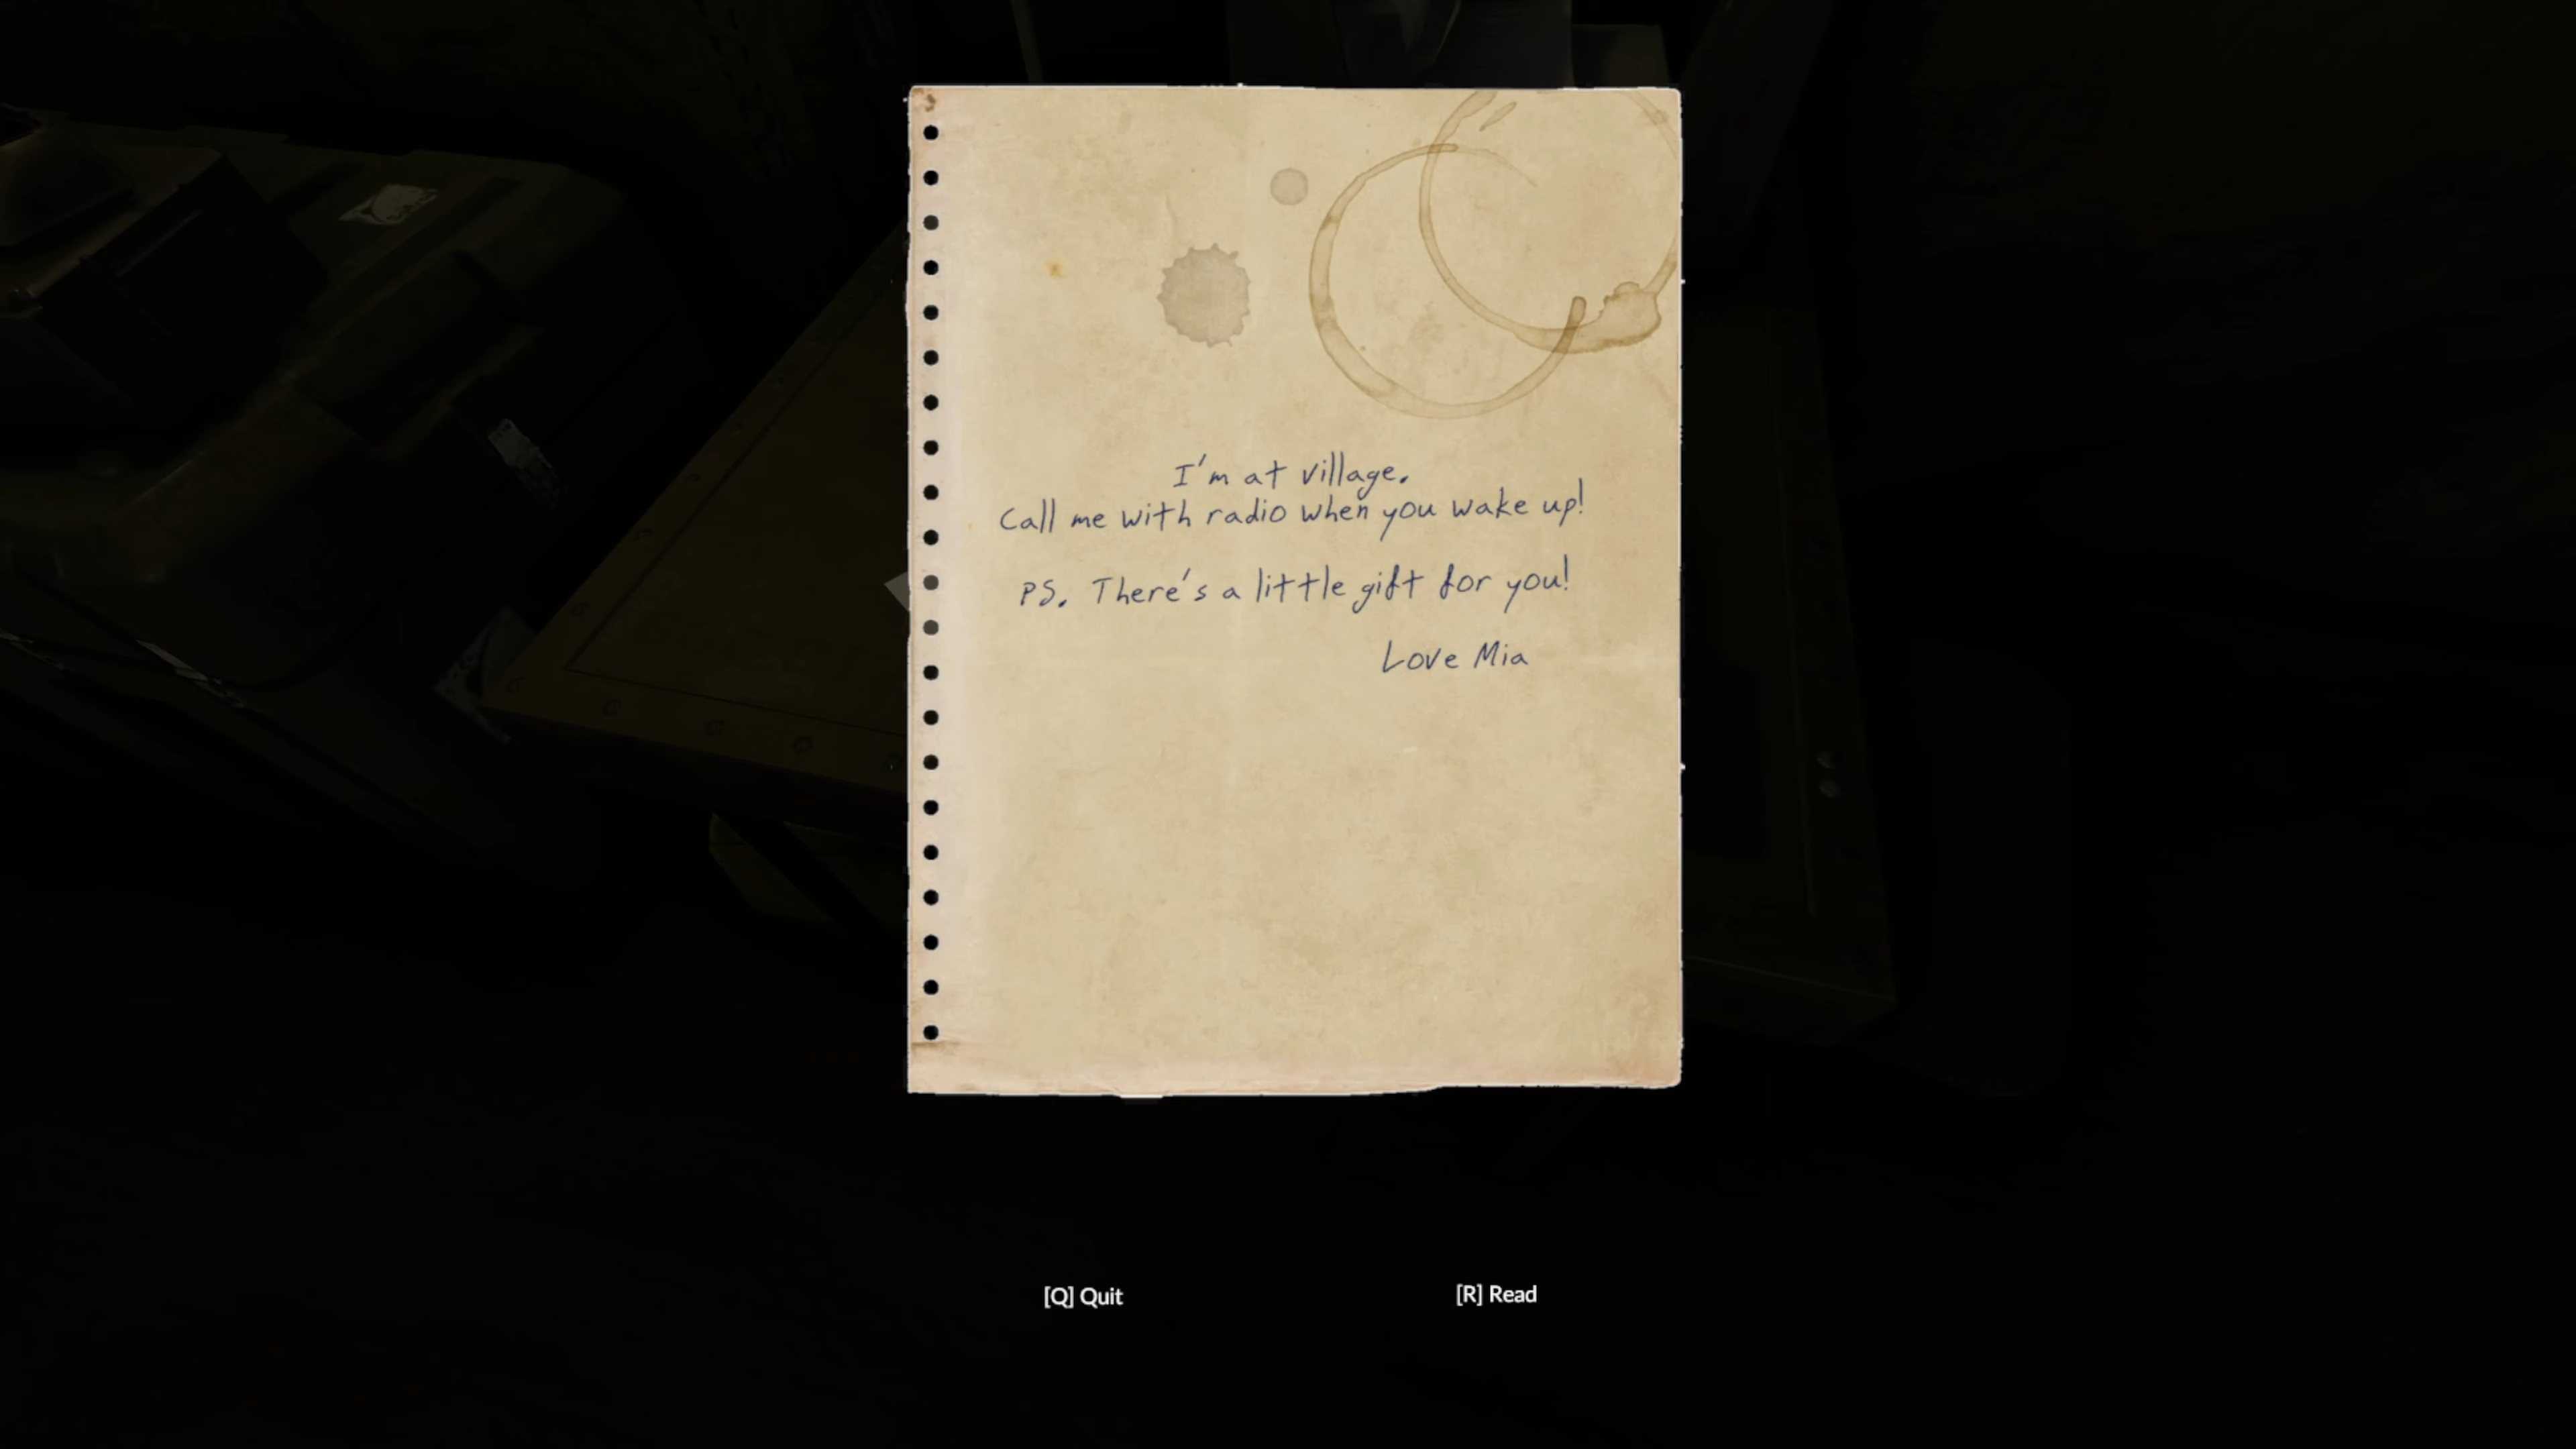 I'm at village.
Call me with radio when you wake up!
PS. There's a little gift for you!
Love Mia
[Q] Quit
[R] Read